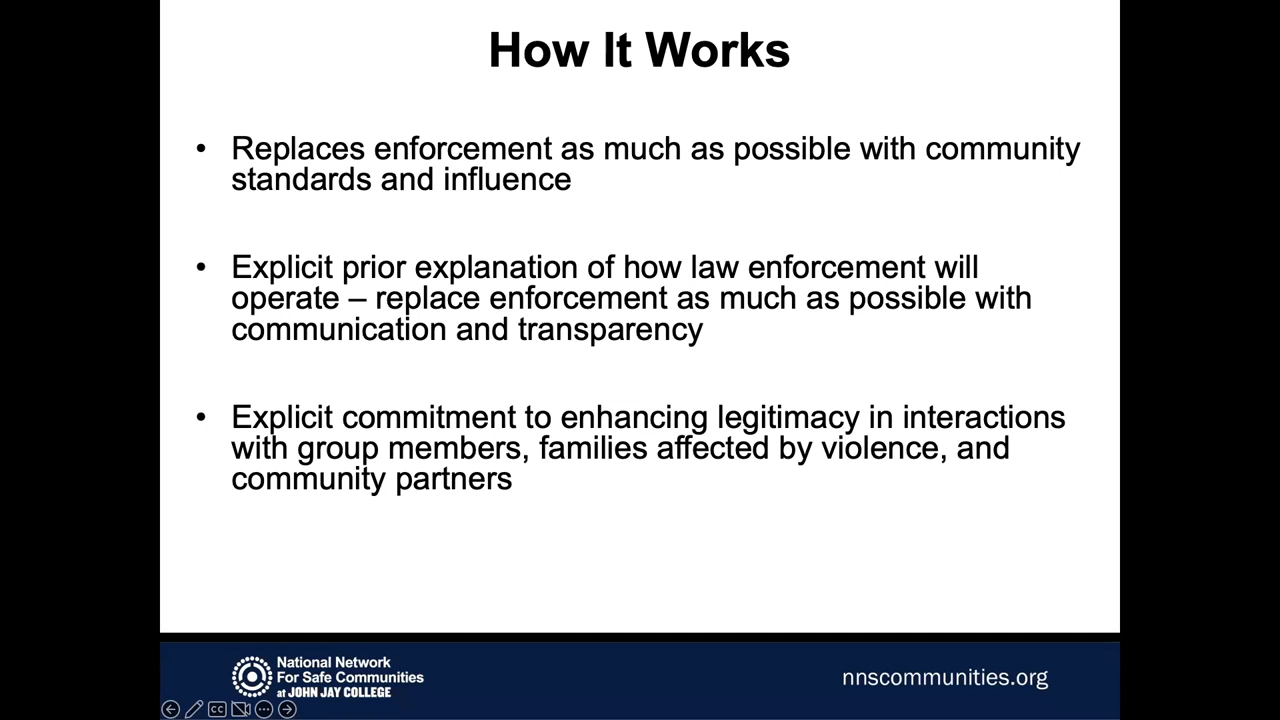 How It Works
• Replaces enforcement as much as possible with community
standards and influence
• Explicit prior explanation of how law enforcement will
operate – replace enforcement as much as possible with
communication and transparency
• Explicit commitment to enhancing legitimacy in interactions
with group members, families affected by violence, and
community partners
National Network
For Safe Communities
at JOHN JAY COLLEGE
nnscommunities.org
CC